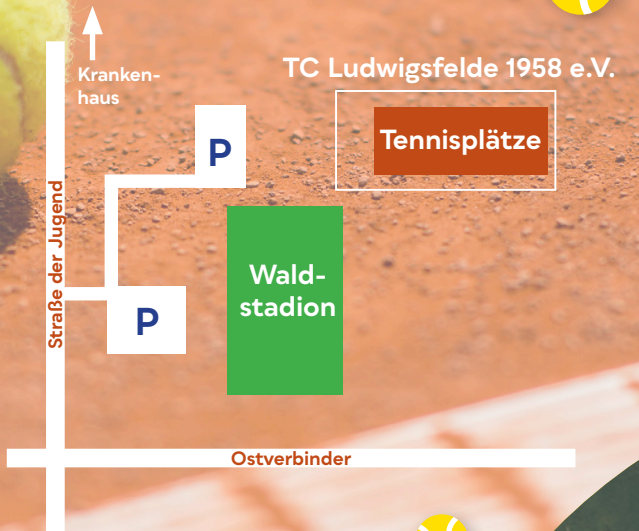 Kranken-
haus
TC Ludwigsfelde 1958 e.V.
P
Tennisplätze
Straße der Jugend
Wald-
stadion
P
Ostverbinder